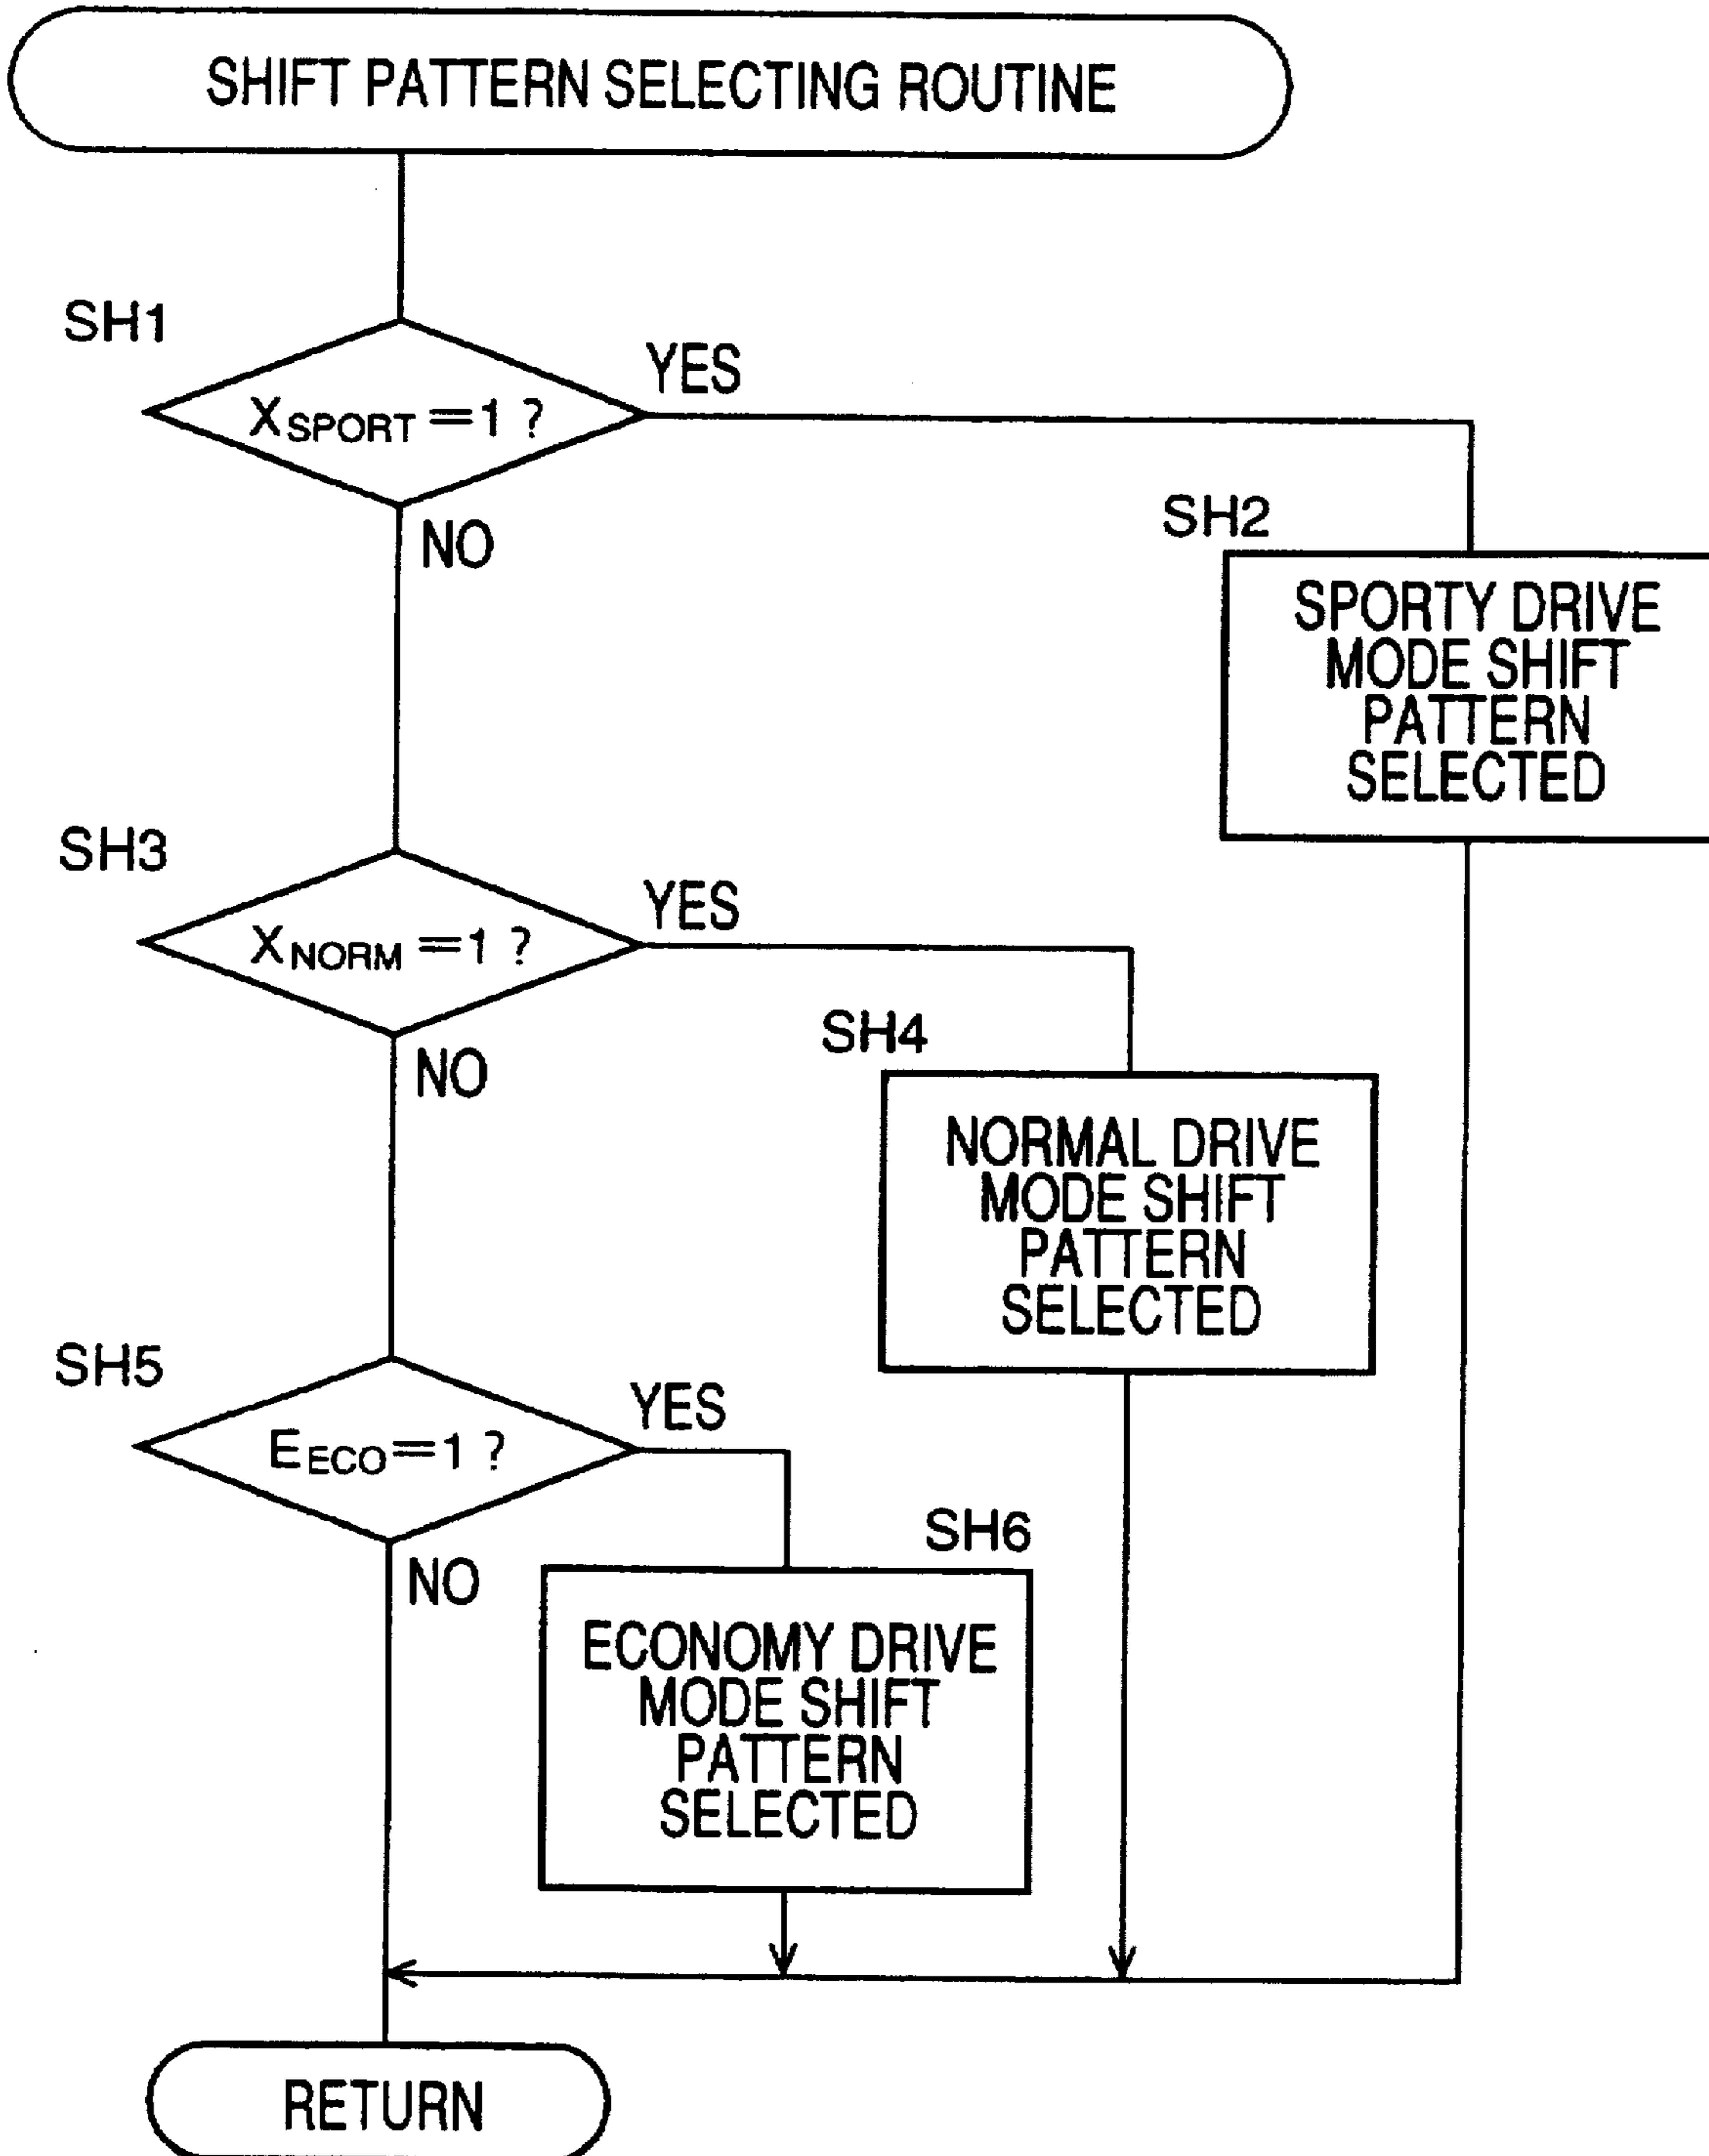 SHIFT PATTERN SELECTING ROUTINE
SH1
XSPORT=1 ?
YES
NO
SH2
SPORTY DRIVE
MODE SHIFT
PATTERN
SELECTED
SH3
XNORM=1 ?
YES
NO
SH4
NORMAL DRIVE
MODE SHIFT
PATTERN
SELECTED
SH5
EECO=1 ?
YES
NO
SH6
ECONOMY DRIVE
MODE SHIFT
PATTERN
SELECTED
RETURN